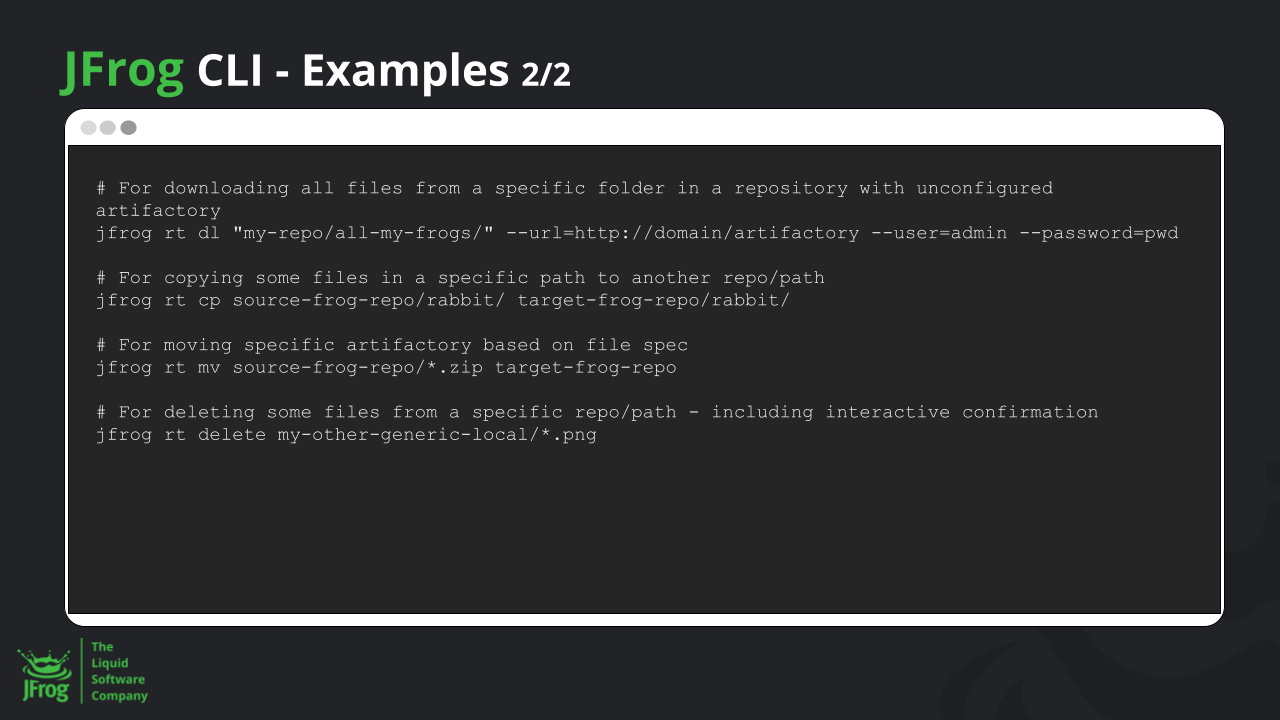 JFrog CLI - Examples 2/2
# For downloading all files from a specific folder in a repository with unconfigured
artifactory
jfrog rt dl "my-repo/all-my-frogs/" --url=http://domain/artifactory --user=admin --password=pwd
# For copying some files in a specific path to another repo/path
jfrog rt cp source-frog-repo/rabbit/ target-frog-repo/rabbit/
# For moving specific artifactory based on file spec
jfrog rt mv source-frog-repo/*.zip target-frog-repo
# For deleting some files from a specific repo/path - including interactive confirmation
jfrog rt delete my-other-generic-local/*.png
JFrog
The
Liquid
Software
Company